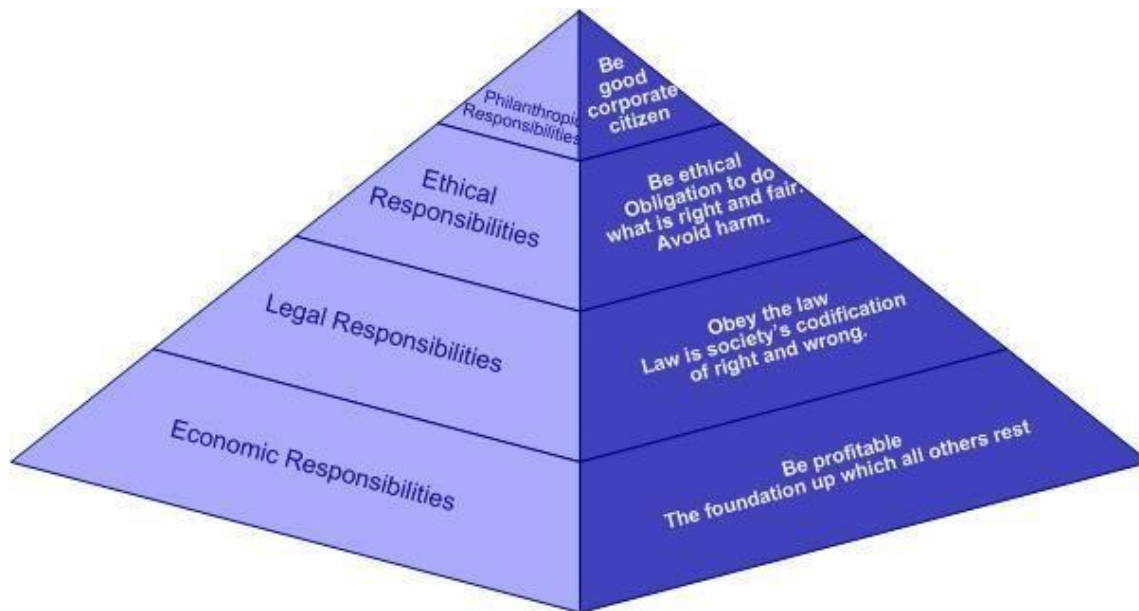 Philanthropic
Responsibilities
Be
good
corporate
citizen
Ethical
Responsibilities
Be ethical
Obligation to do
what is right and fair.
Avoid harm.
Legal Responsibilities
Obey the law
Law is society's codification
of right and wrong.
Economic Responsibilities
Be profitable
The foundation up which all others rest